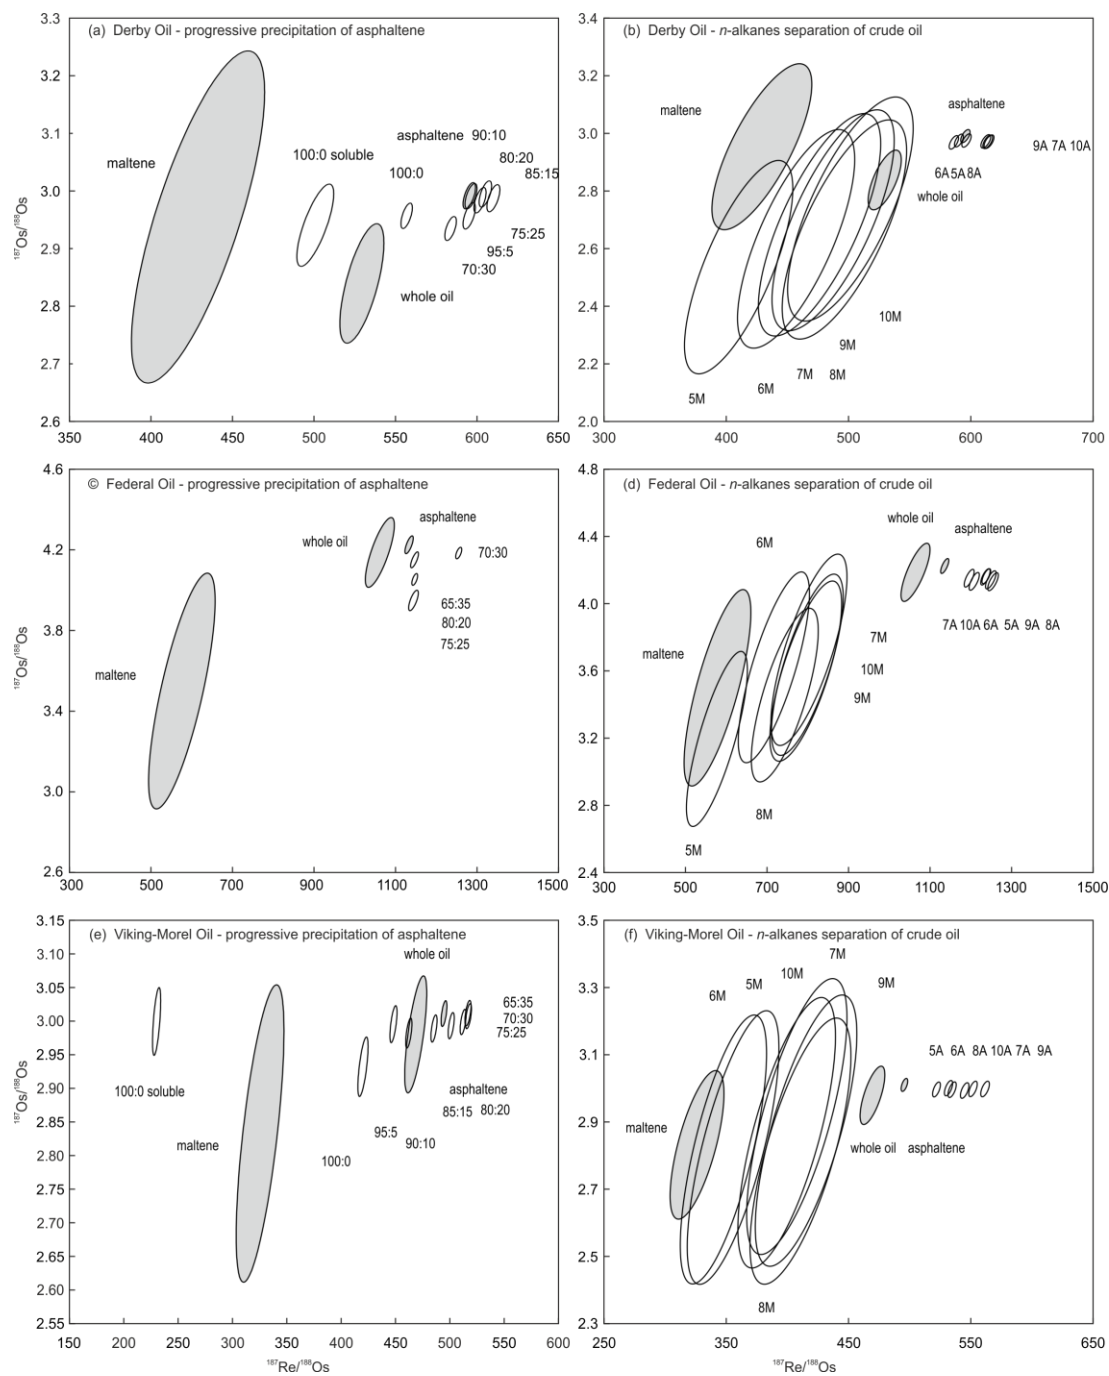 (a) Derby Oil - progressive precipitation of asphaltene
3.3
3.2
3.1
3.0
2.9
2.8
2.7
2.6
187Os/188Os
maltene
100:0 soluble
asphaltene 90:10
100:0
80:20
85:15
75:25
95:5
70:30
whole oil
350 400 450 500 550 600 650
(b) Derby Oil - n-alkanes separation of crude oil
3.4
3.2
3.0
2.8
2.6
2.4
2.2
2.0
maltene
asphaltene
9A 7A 10A
6A 5A 8A
whole oil
10M
9M
7M
8M
6M
5M
300 400 500 600 700
© Federal Oil - progressive precipitation of asphaltene
4.6
4.2
3.8
3.4
3.0
2.6
187Os/188Os
asphaltene
whole oil
70:30
65:35
80:20
75:25
maltene
300 500 700 900 1100 1300 1500
(d) Federal Oil - n-alkanes separation of crude oil
4.8
4.4
4.0
3.6
3.2
2.8
2.4
whole oil
asphaltene
6M
7A 10A 6A 5A 9A 8A
7M
maltene
10M
9M
8M
5M
300 500 700 900 1100 1300 1500
(e) Viking-Morel Oil - progressive precipitation of asphaltene
3.15
3.10
3.05
3.00
2.95
2.90
2.85
2.80
2.75
2.70
2.65
2.60
2.55
187Os/188Os
whole oil
65:35
70:30
75:25
100:0 soluble
asphaltene
85:15 80:20
95:5
90:10
maltene
100:0
150 200 250 300 350 400 450 500 550 600
187Re/188Os
(f) Viking-Morel Oil - n-alkanes separation of crude oil
3.5
3.3
3.1
2.9
2.7
2.5
2.3
7M
10M
5M
9M
6M
5A 6A 8A 10A 7A 9A
maltene
whole oil asphaltene
8M
250 350 450 550 650
187Re/188Os